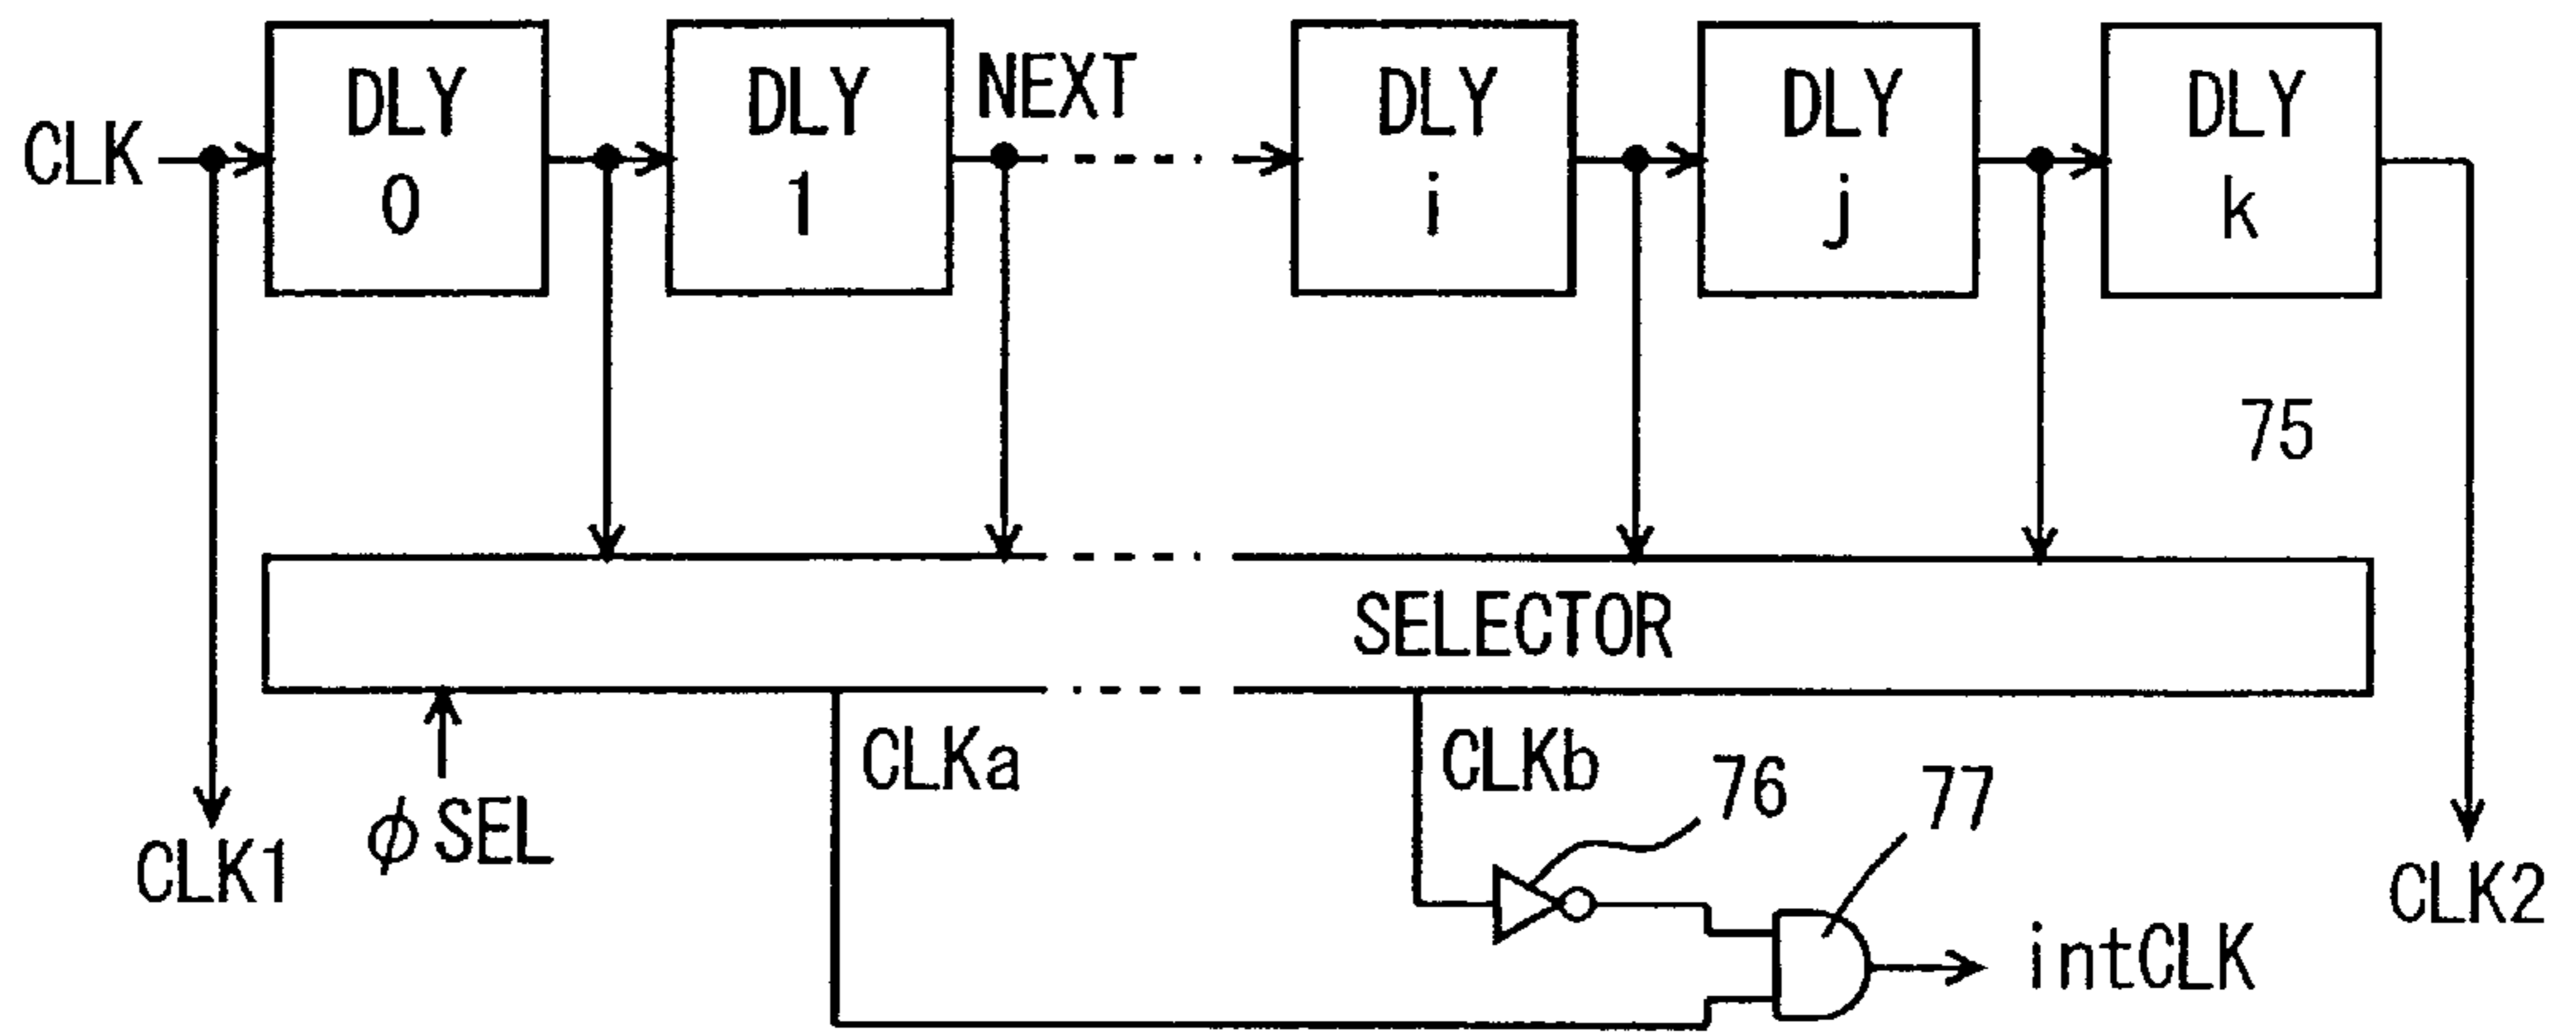 CLK
DLY
0
DLY
1
NEXT
DLY
i
DLY
j
DLY
k
75
SELECTOR
CLK1
φSEL
CLKa
CLKb
76
77
intCLK
CLK2